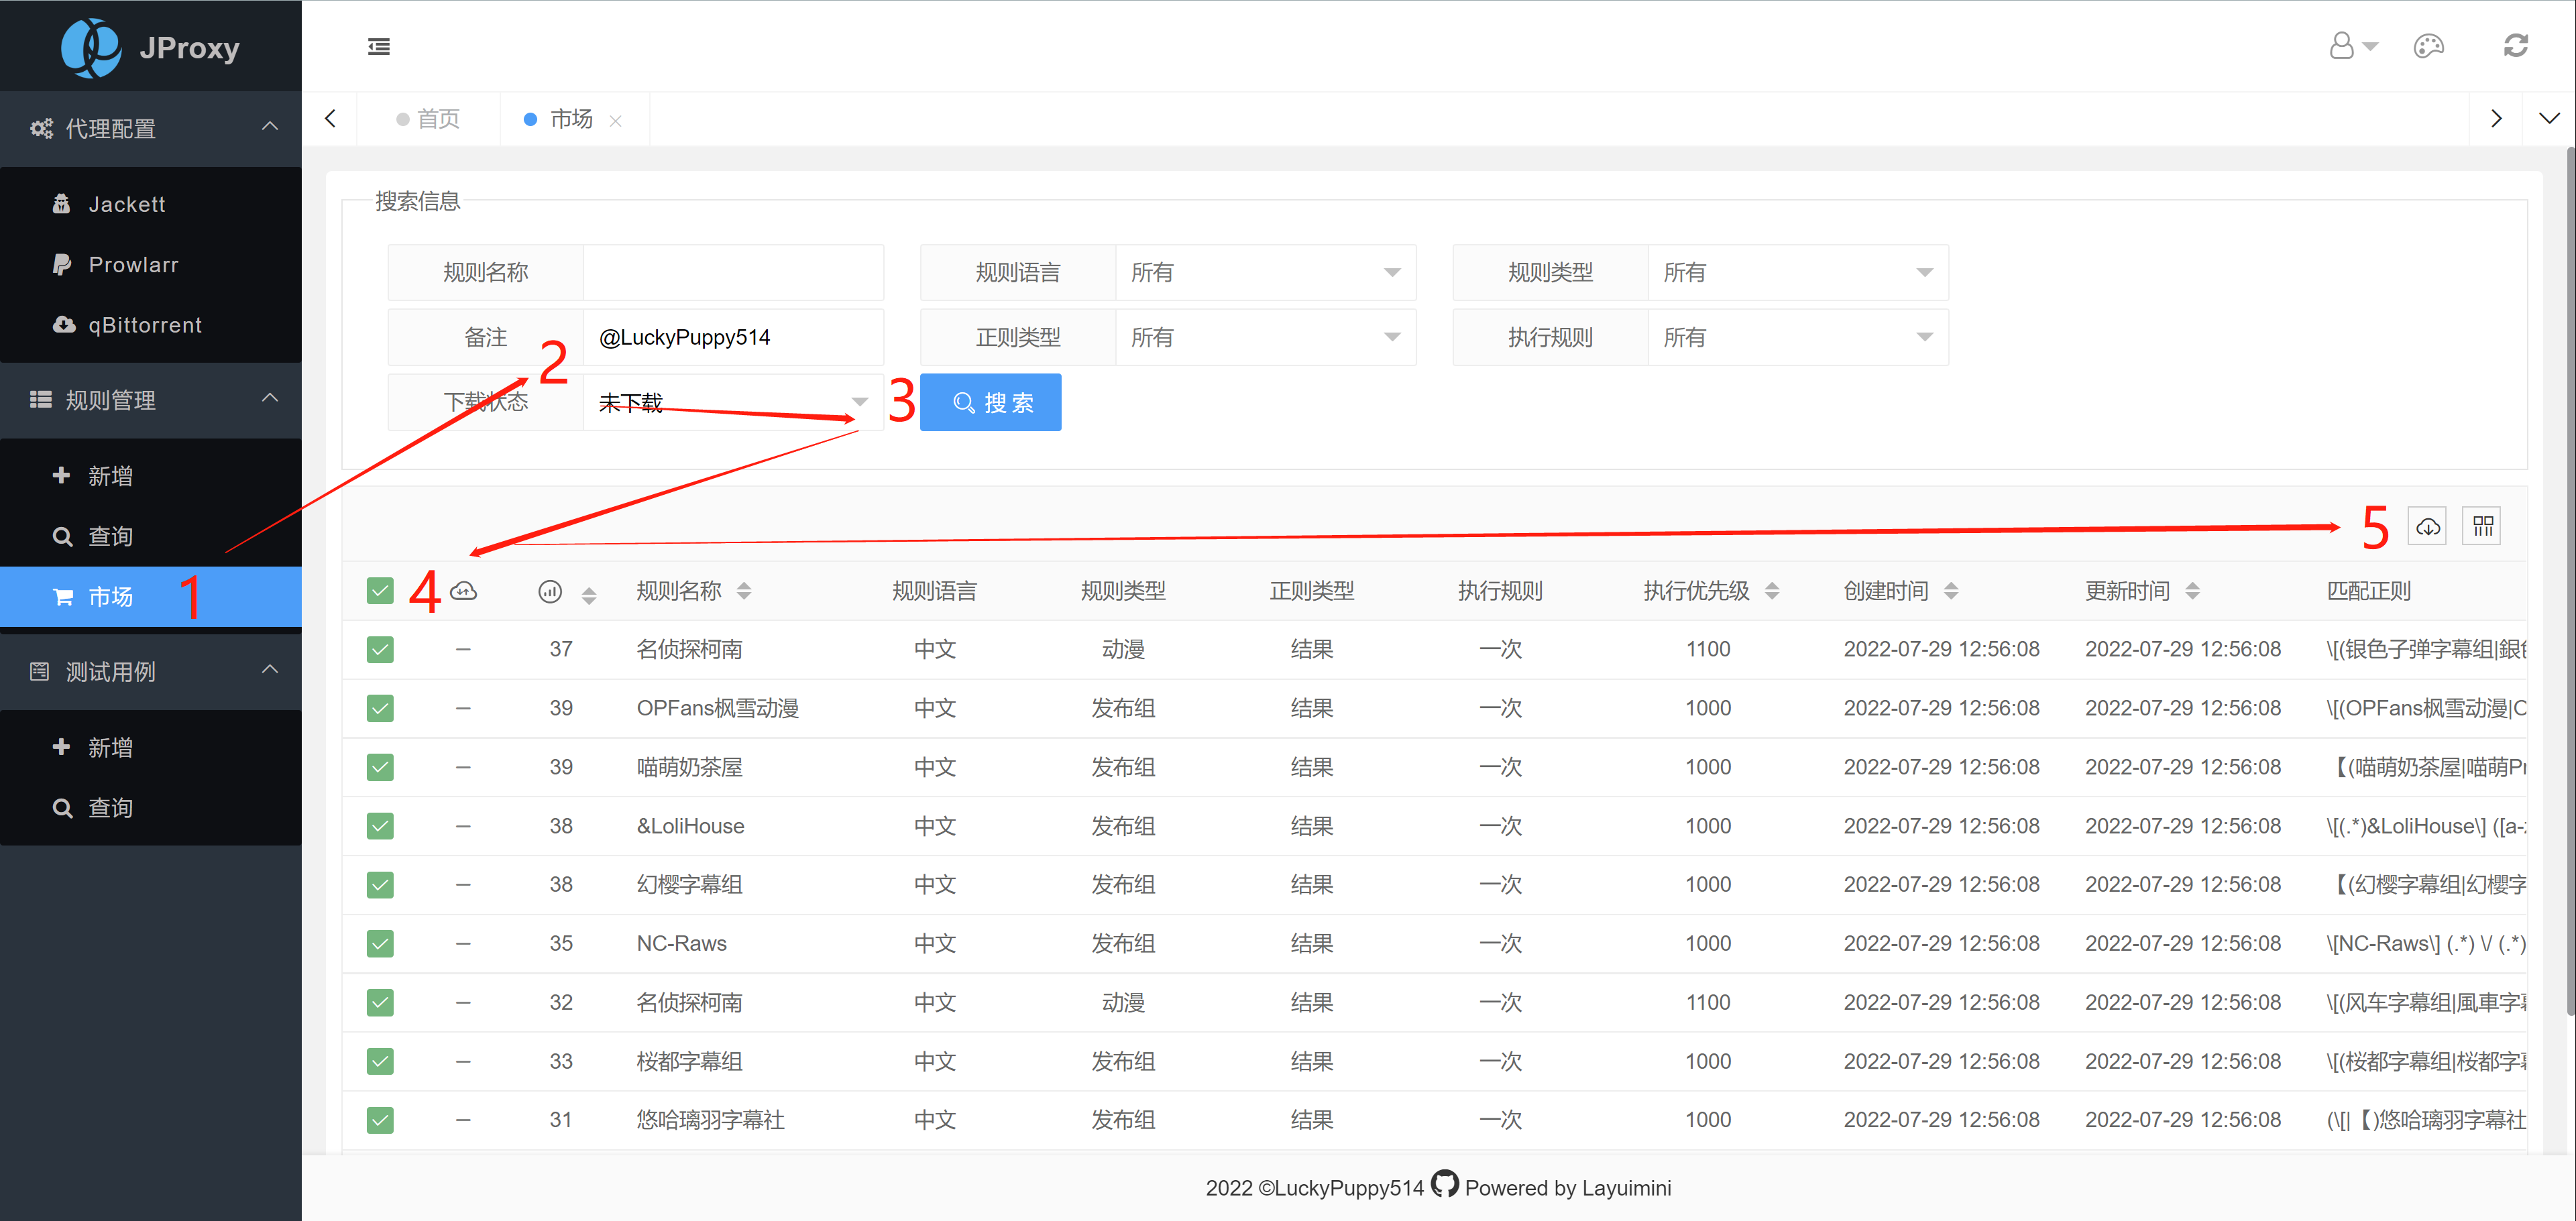 JProxy
代理配置
Jackett
Prowlarr
qBittorrent
规则管理
新增
查询
市场 1
测试用例
新增
查询
首页
市场
搜索信息
规则名称
规则语言 所有
规则类型 所有
备注 @LuckyPuppy514
正则类型 所有
执行规则 所有
2
下载状态 未下载
3 搜 索
5
4 规则名称 规则语言 规则类型 正则类型 执行规则 执行优先级 创建时间 更新时间 匹配正则
37 名侦探柯南 中文 动漫 结果 一次 1100 2022-07-29 12:56:08 2022-07-29 12:56:08 \[(银色子弹字幕组|銀色
39 OPFans枫雪动漫 中文 发布组 结果 一次 1000 2022-07-29 12:56:08 2022-07-29 12:56:08 \[(OPFans枫雪动漫|
39 喵萌奶茶屋 中文 发布组 结果 一次 1000 2022-07-29 12:56:08 2022-07-29 12:56:08 【(喵萌奶茶屋|喵萌Pr
38 &LoliHouse 中文 发布组 结果 一次 1000 2022-07-29 12:56:08 2022-07-29 12:56:08 \[(.*)&LoliHouse\] ([a-
38 幻樱字幕组 中文 发布组 结果 一次 1000 2022-07-29 12:56:08 2022-07-29 12:56:08 【(幻樱字幕组|幻樱字
35 NC-Raws 中文 发布组 结果 一次 1000 2022-07-29 12:56:08 2022-07-29 12:56:08 \[NC-Raws\] (.*) \/ (.*)
32 名侦探柯南 中文 动漫 结果 一次 1100 2022-07-29 12:56:08 2022-07-29 12:56:08 \[(风车字幕组|風車字
33 桜都字幕组 中文 发布组 结果 一次 1000 2022-07-29 12:56:08 2022-07-29 12:56:08 \[(桜都字幕组|桜都字
31 悠哈璃羽字幕社 中文 发布组 结果 一次 1000 2022-07-29 12:56:08 2022-07-29 12:56:08 (\[|【)悠哈璃羽字幕社
2022 ©LuckyPuppy514 Powered by Layuimini